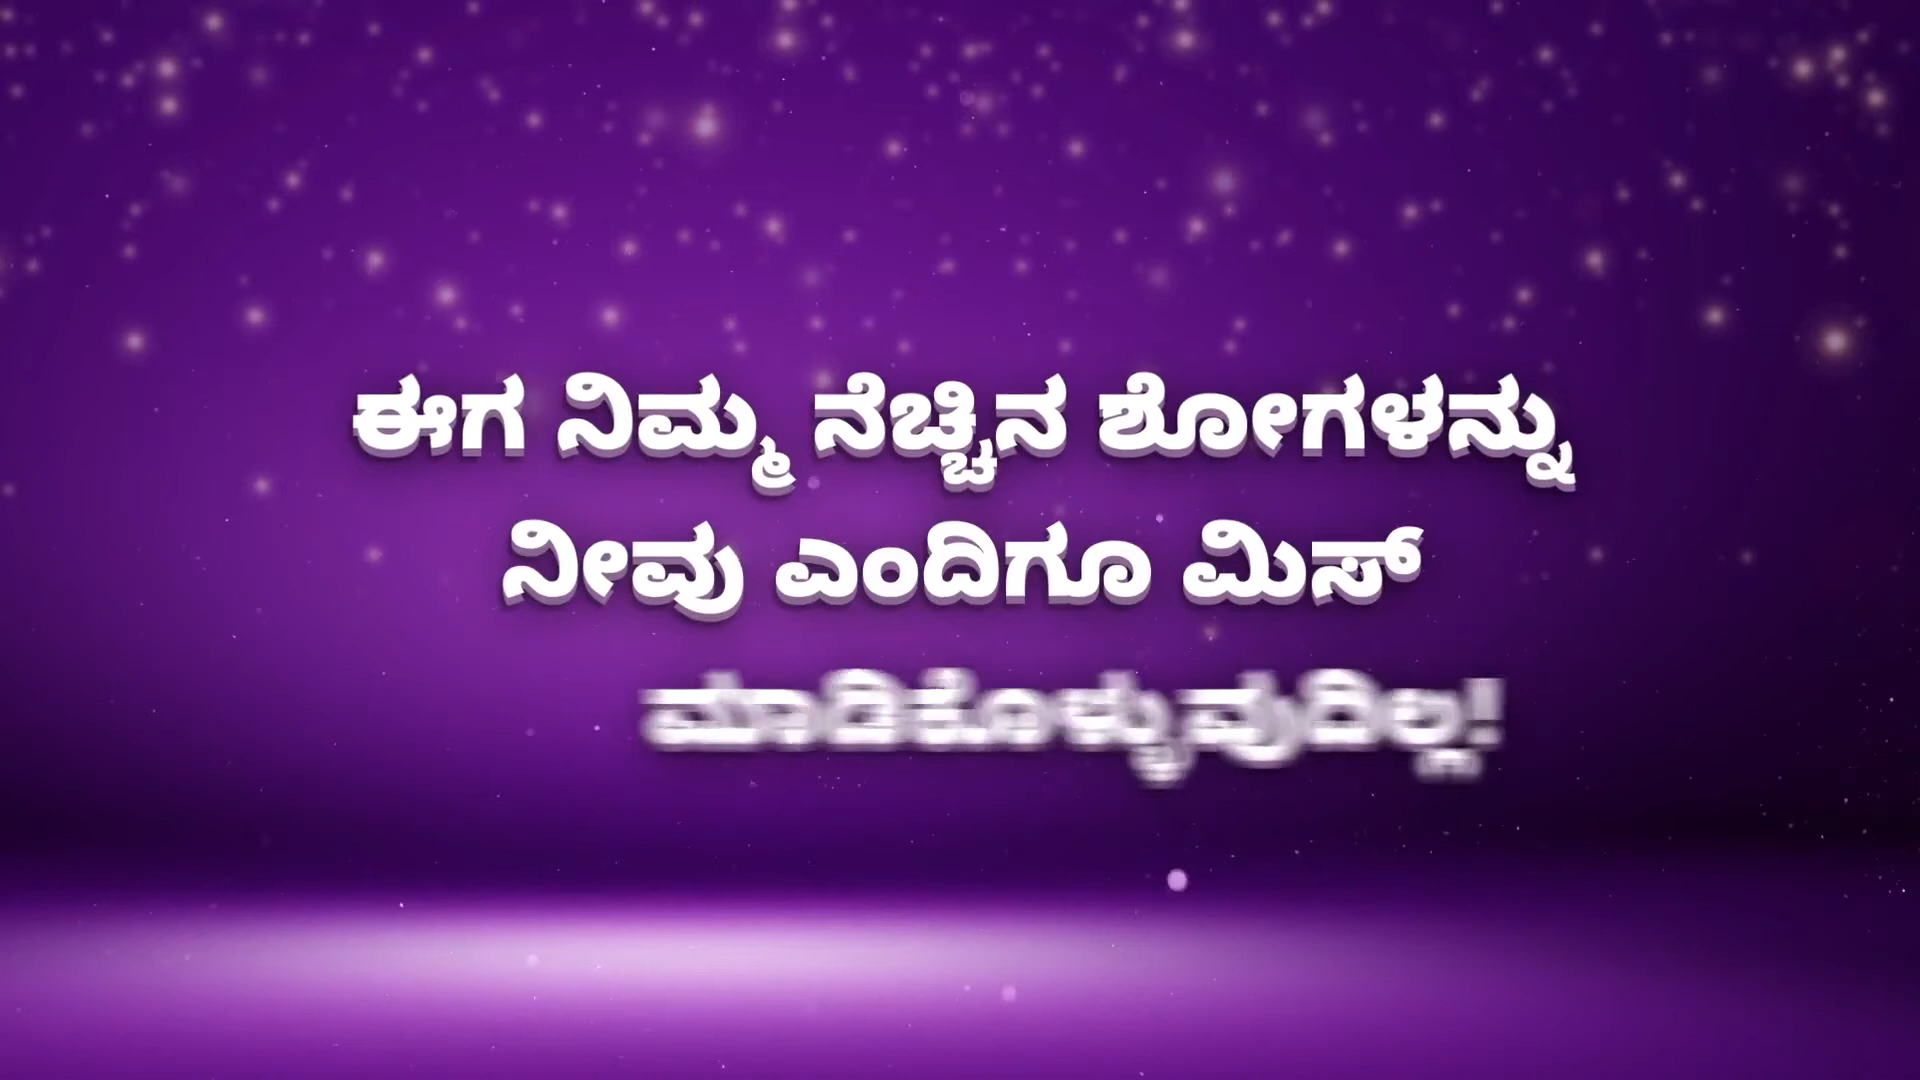 ಈಗ ನಿಮ್ಮ ನೆಚ್ಚಿನ ಶೋಗಳನ್ನು
ನೀವು ಎಂದಿಗೂ ಮಿಸ್
ಮಾಡಿಕೊಳ್ಳುವುದಿಲ್ಲ!